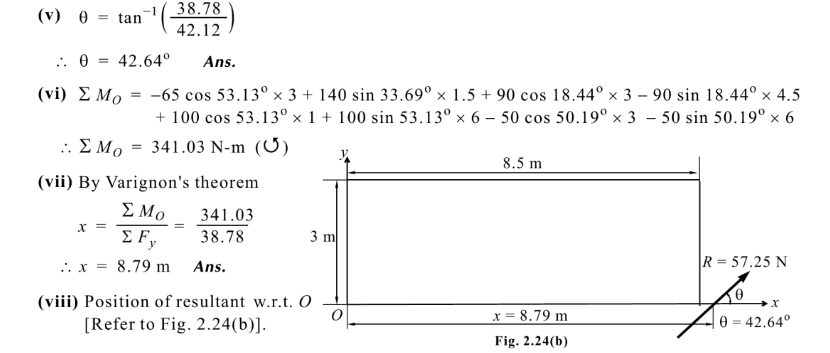 (v) θ = tan⁻¹(38.78/42.12)
∴ θ = 42.64° Ans.
(vi) Σ M_O = −65 cos 53.13° × 3 + 140 sin 33.69° × 1.5 + 90 cos 18.44° × 3 − 90 sin 18.44° × 4.5
+ 100 cos 53.13° × 1 + 100 sin 53.13° × 6 − 50 cos 50.19° × 3 − 50 sin 50.19° × 6
∴ Σ M_O = 341.03 N-m (↺)
(vii) By Varignon's theorem
x = Σ M_O / Σ F_y = 341.03 / 38.78
∴ x = 8.79 m Ans.
(viii) Position of resultant w.r.t. O
[Refer to Fig. 2.24(b)].
y
8.5 m
3 m
R = 57.25 N
θ
x
O
x = 8.79 m
θ = 42.64°
Fig. 2.24(b)